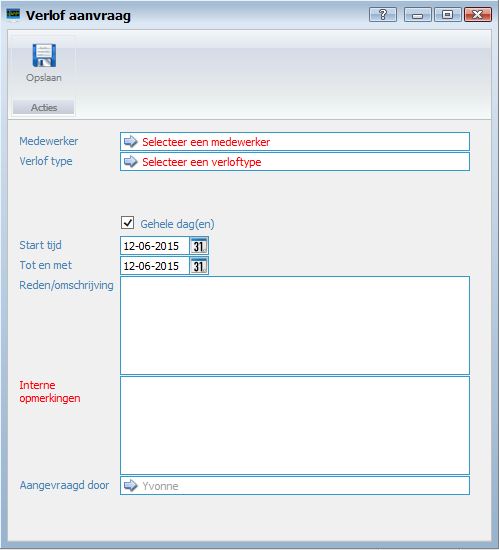 Verlof aanvraag
?
Opslaan
Acties
Medewerker Selecteer een medewerker
Verlof type Selecteer een verloftype
Gehele dag(en)
Start tijd 12-06-2015 31
Tot en met 12-06-2015 31
Reden/omschrijving
Interne
opmerkingen
Aangevraagd door Yvonne